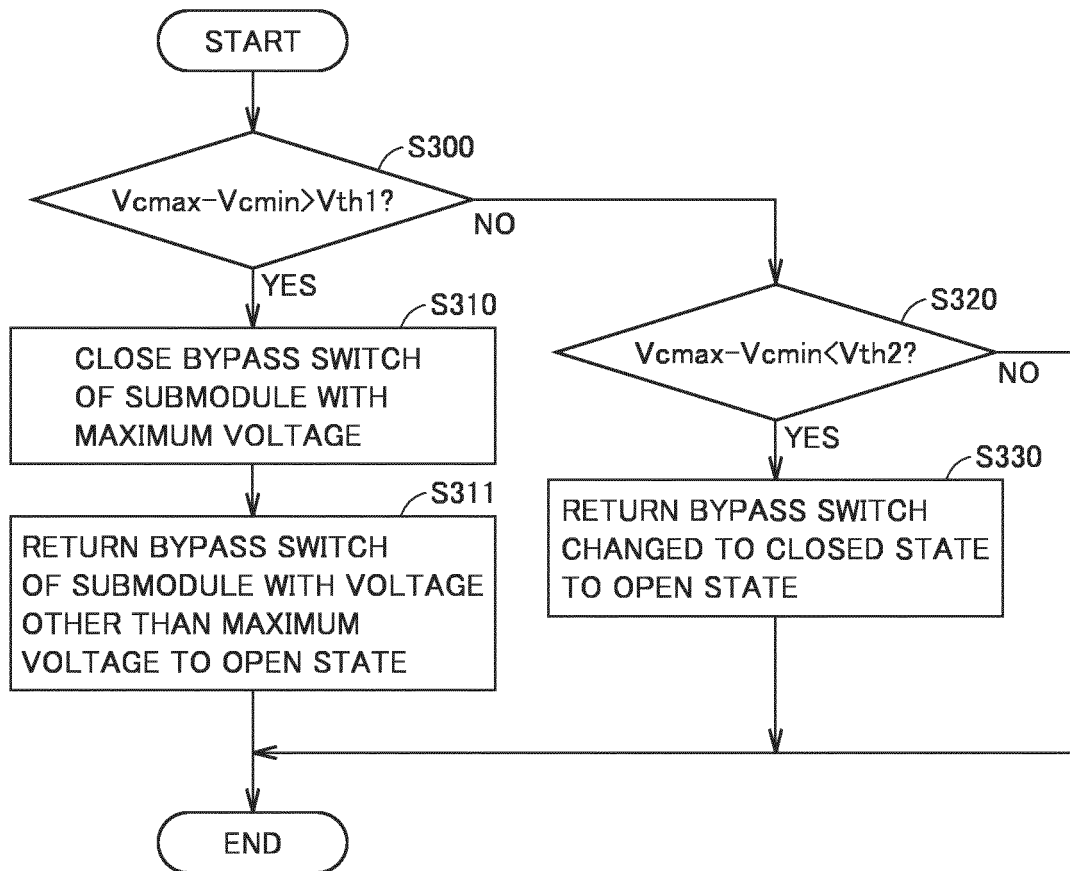 START
S300
Vcmax-Vcmin>Vth1?
NO
YES
S310
CLOSE BYPASS SWITCH
OF SUBMODULE WITH
MAXIMUM VOLTAGE
S311
RETURN BYPASS SWITCH
OF SUBMODULE WITH VOLTAGE
OTHER THAN MAXIMUM
VOLTAGE TO OPEN STATE
S320
Vcmax-Vcmin<Vth2?
NO
YES
S330
RETURN BYPASS SWITCH
CHANGED TO CLOSED STATE
TO OPEN STATE
END